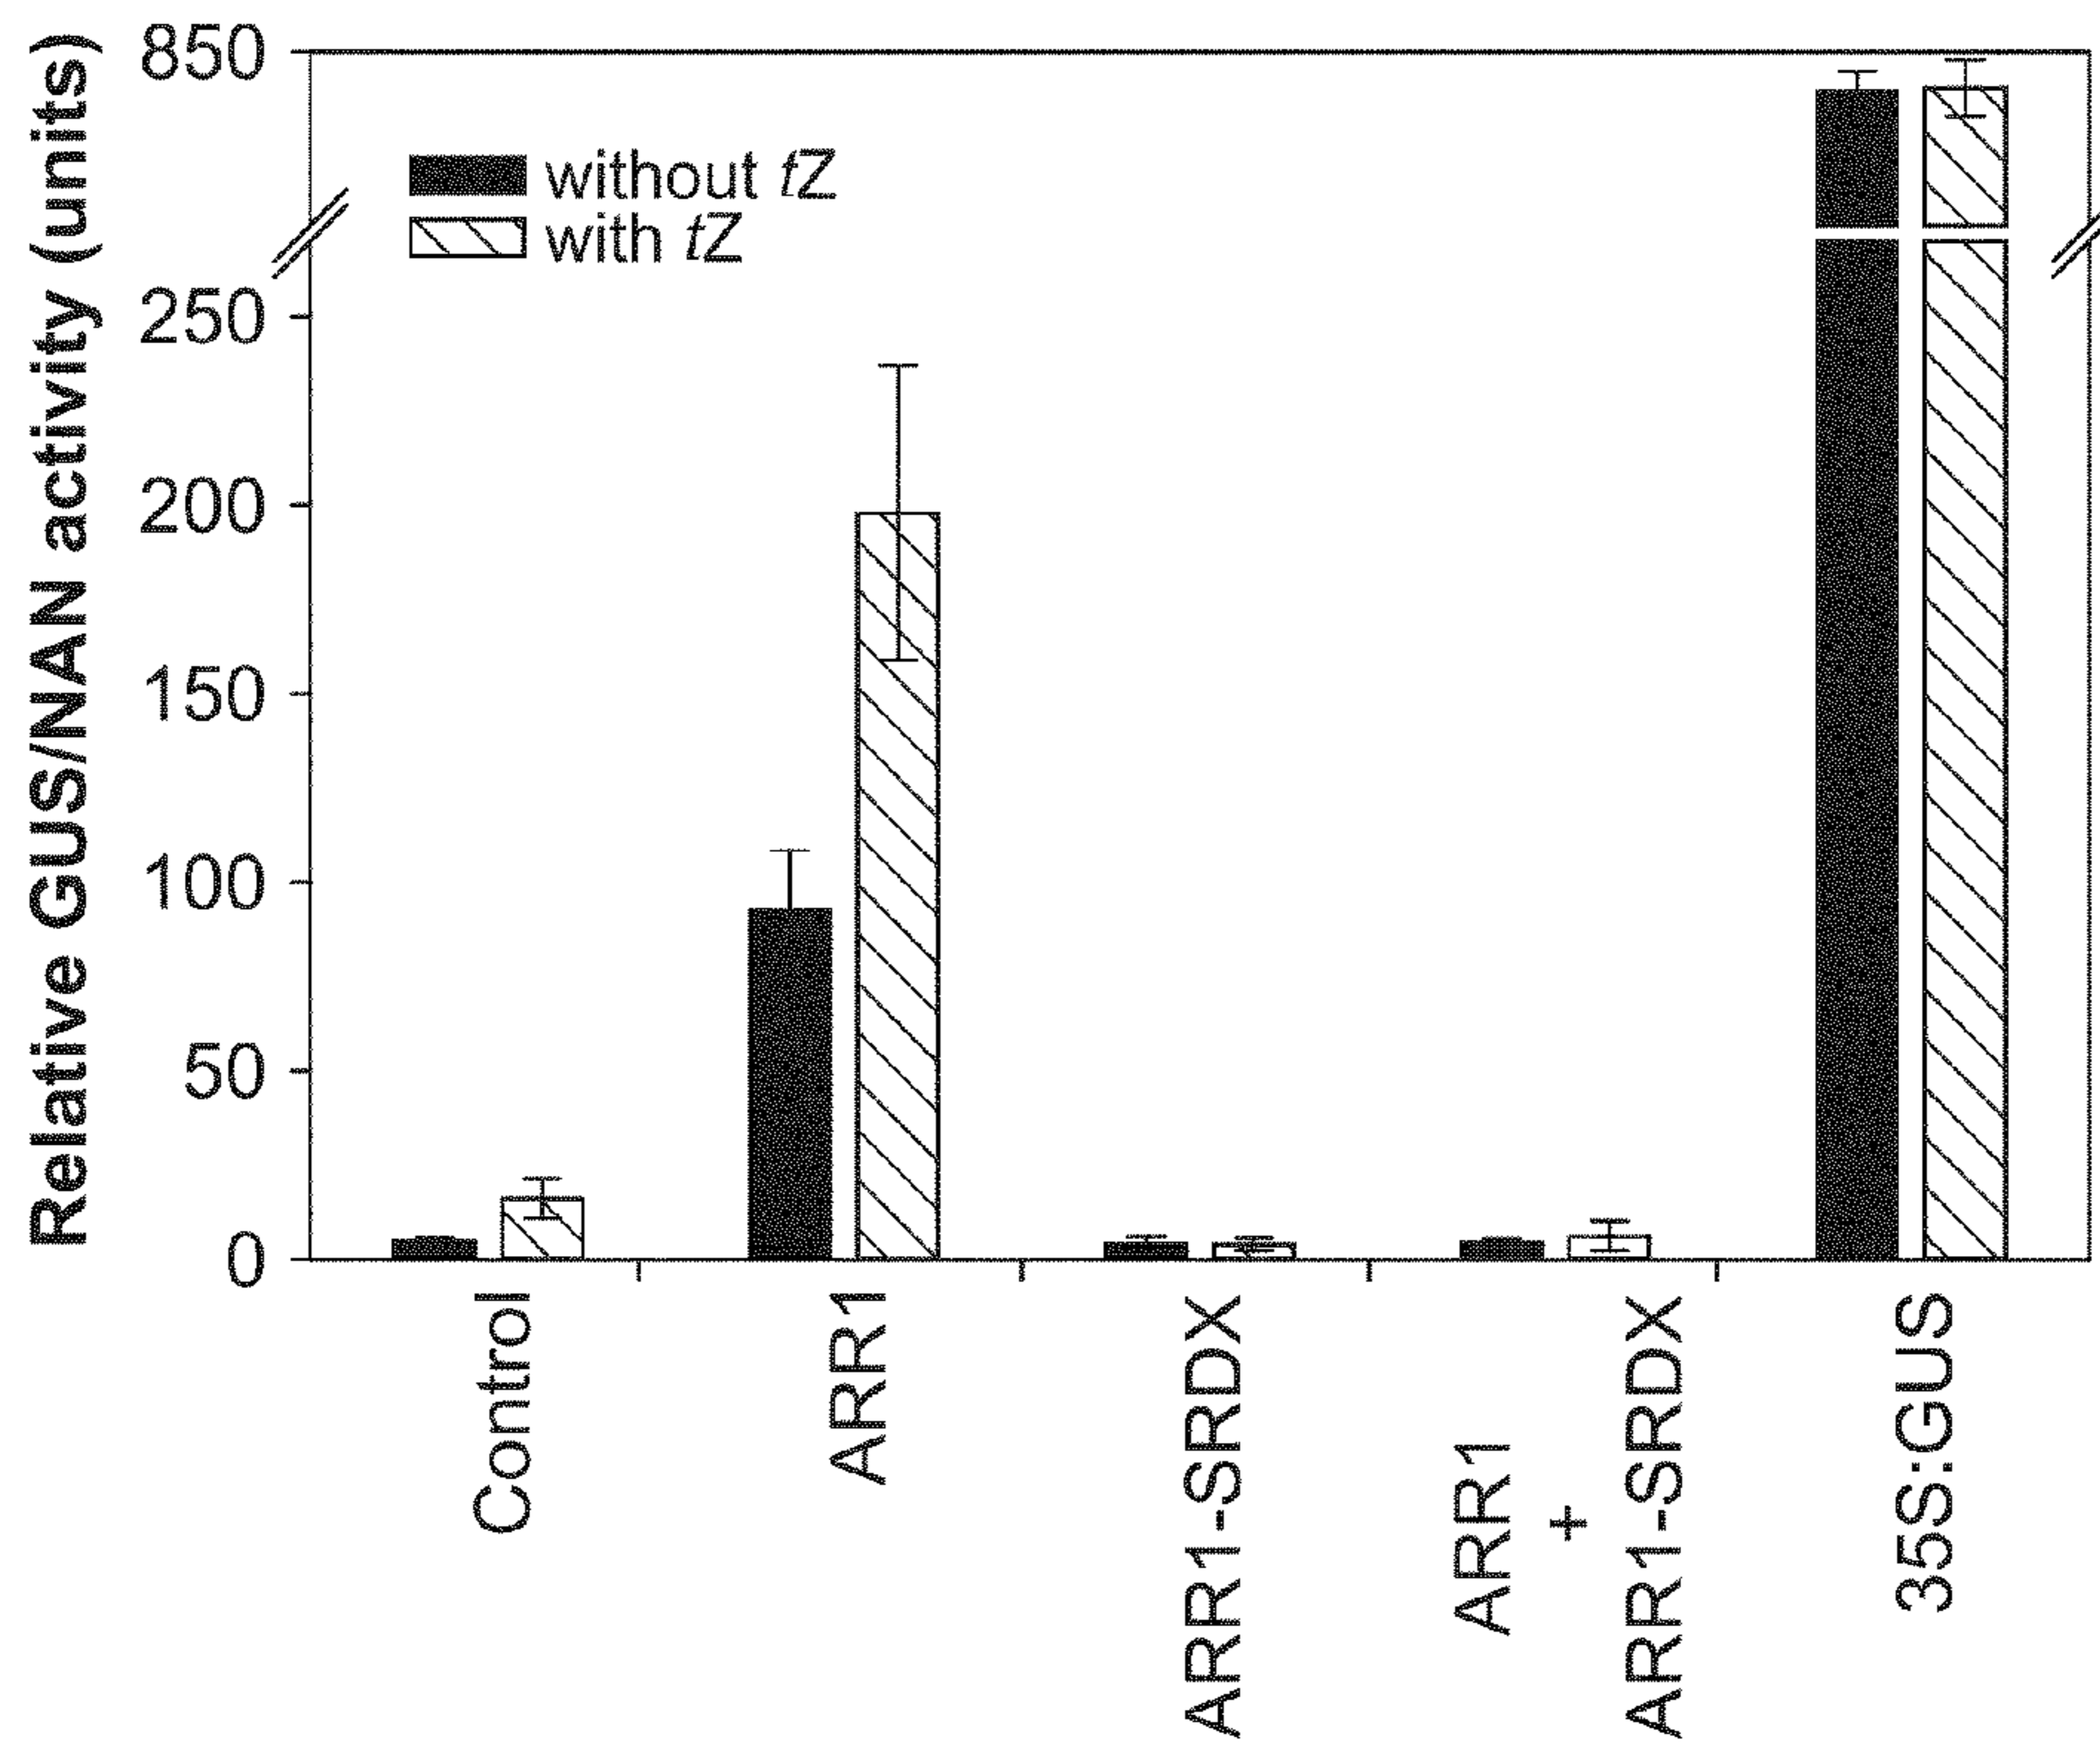 Relative GUS/NAN activity (units)
850
250
200
150
100
50
0
without tZ
with tZ
Control
ARR1
ARR1-SRDX
ARR1
+
ARR1-SRDX
35S:GUS